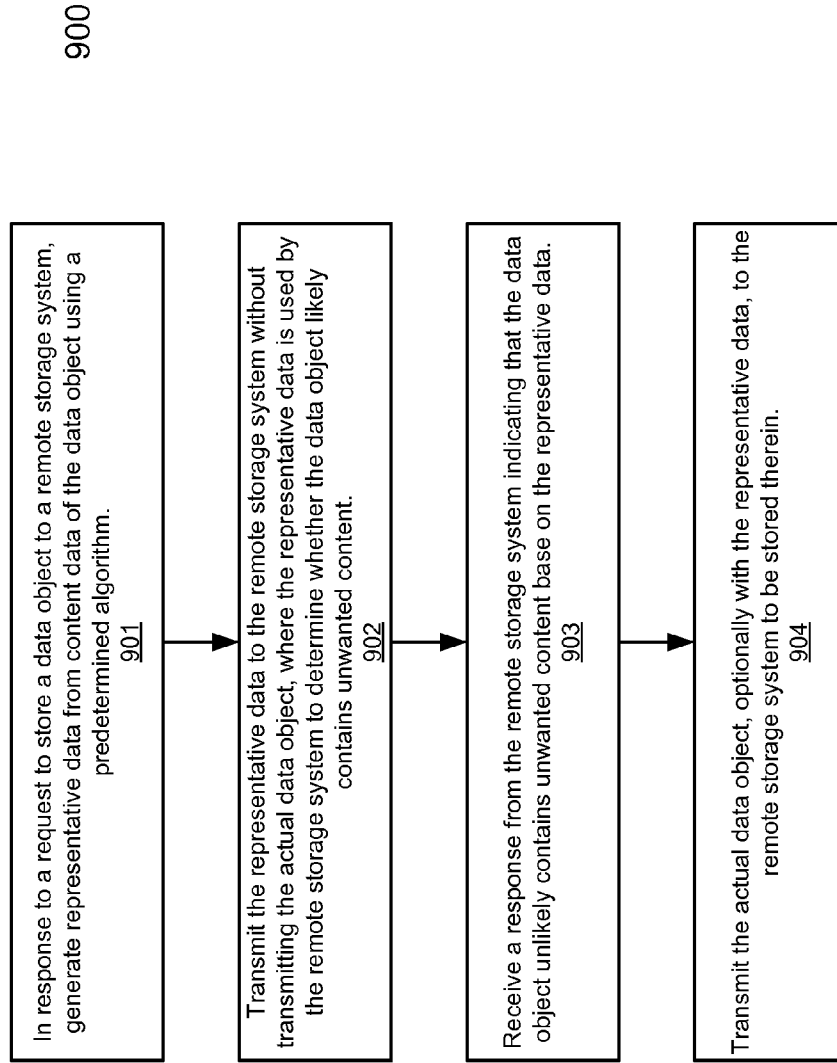 900
In response to a request to store a data object to a remote storage system,
generate representative data from content data of the data object using a
predetermined algorithm.
901
Transmit the representative data to the remote storage system without
transmitting the actual data object, where the representative data is used by
the remote storage system to determine whether the data object likely
contains unwanted content.
902
Receive a response from the remote storage system indicating that the data
object unlikely contains unwanted content base on the representative data.
903
Transmit the actual data object, optionally with the representative data, to the
remote storage system to be stored therein.
904